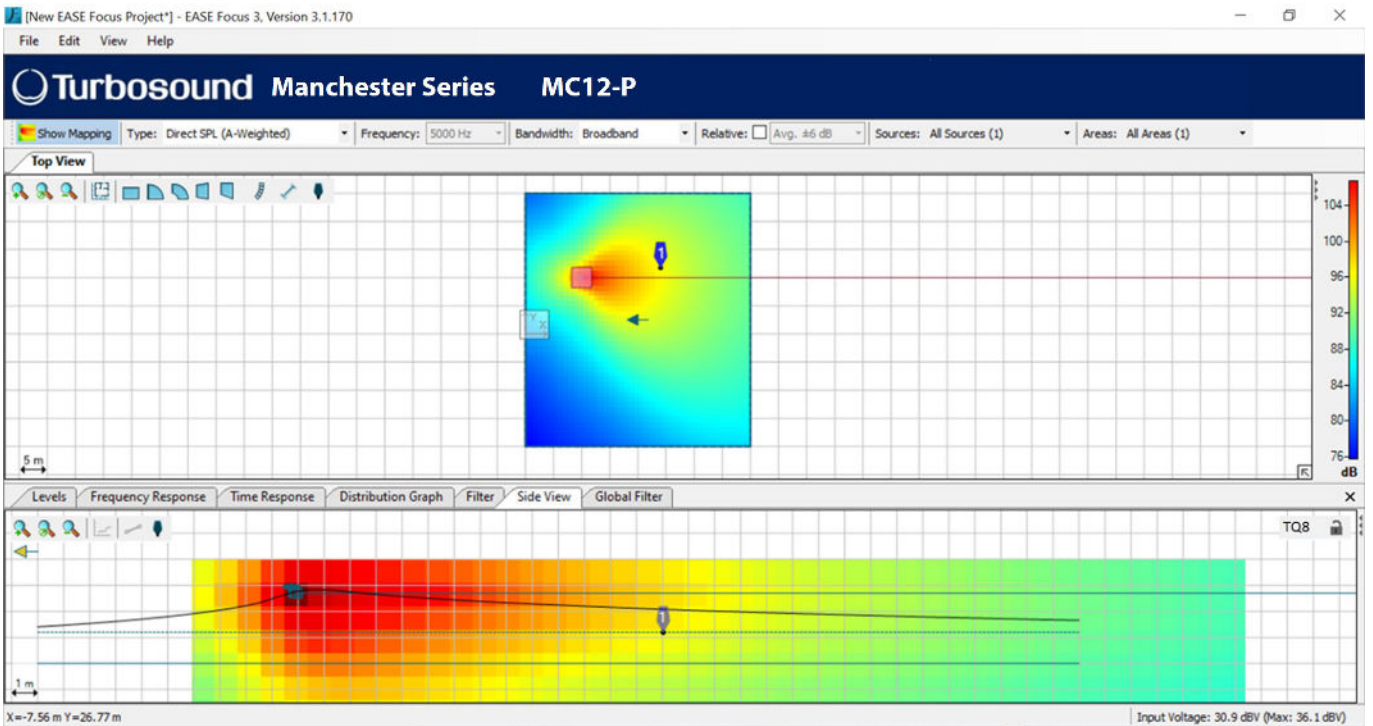 [New EASE Focus Project*] - EASE Focus 3, Version 3.1.170
File Edit View Help
Turbosound Manchester Series MC12-P
Show Mapping Type: Direct SPL (A-Weighted) Frequency: 5000 Hz Bandwidth: Broadband Relative: Avg. ±6 dB Sources: All Sources (1) Areas: All Areas (1)
Top View
104
100
1
96
Y
X
92
88
84
80
5 m
76
dB
Levels Frequency Response Time Response Distribution Graph Filter Side View Global Filter
TQ8
1
1 m
X=-7.56 m Y=26.77 m Input Voltage: 30.9 dBV (Max: 36.1 dBV)